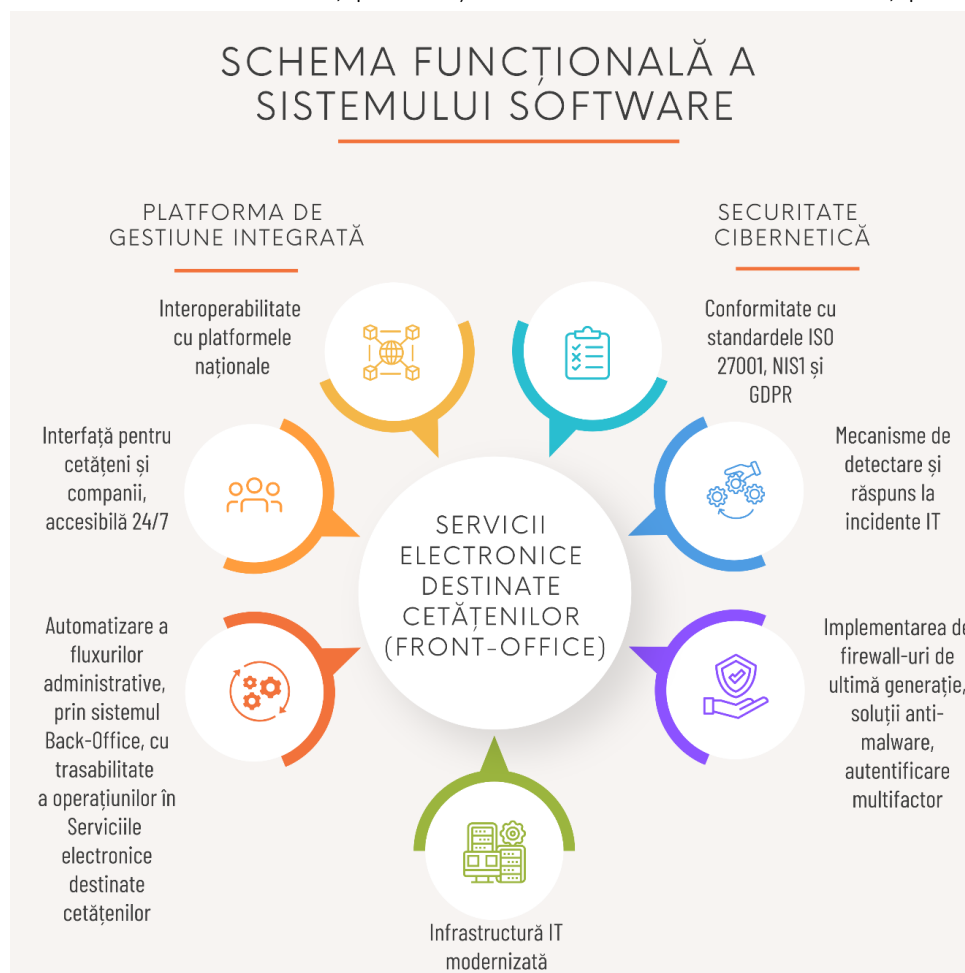 SCHEMA FUNCȚIONALĂ A
SISTEMULUI SOFTWARE
PLATFORMA DE
GESTIUNE INTEGRATĂ
Interoperabilitate
cu platformele
naționale
Interfață pentru
cetățeni și
companii,
accesibilă 24/7
Automatizare a
fluxurilor
administrative,
prin sistemul
Back-Office, cu
trasabilitate
a operațiunilor în
Serviciile
electronice
destinate
cetățenilor
SERVICII
ELECTRONICE
DESTINATE
CETĂȚENILOR
(FRONT-OFFICE)
SECURITATE
CIBERNETICĂ
Conformitate cu
standardele ISO
27001, NIS1 și
GDPR
Mecanisme de
detectare și
răspuns la
incidente IT
Implementarea de
firewall-uri de
ultimă generație,
soluții anti-
malware,
autentificare
multifactor
Infrastructură IT
modernizată